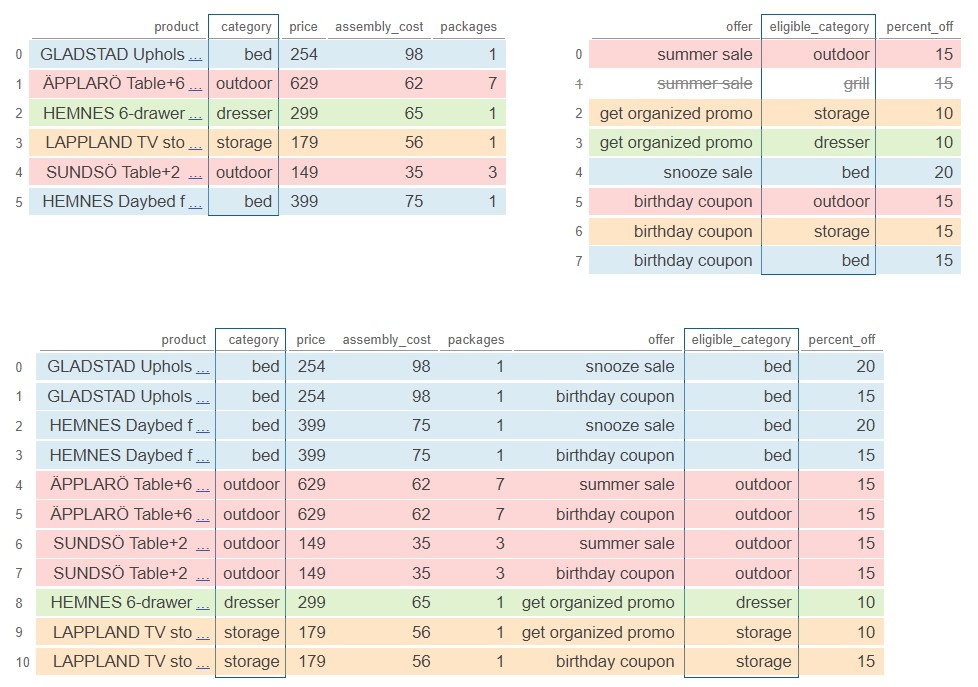 product category price assembly_cost packages
0 GLADSTAD Uphols ... bed 254 98 1
1 ÄPPLARÖ Table+6 ... outdoor 629 62 7
2 HEMNES 6-drawer ... dresser 299 65 1
3 LAPPLAND TV sto ... storage 179 56 1
4 SUNDSÖ Table+2 ... outdoor 149 35 3
5 HEMNES Daybed f ... bed 399 75 1
offer eligible_category percent_off
0 summer sale outdoor 15
1 summer sale grill 15
2 get organized promo storage 10
3 get organized promo dresser 10
4 snooze sale bed 20
5 birthday coupon outdoor 15
6 birthday coupon storage 15
7 birthday coupon bed 15
product category price assembly_cost packages offer eligible_category percent_off
0 GLADSTAD Uphols ... bed 254 98 1 snooze sale bed 20
1 GLADSTAD Uphols ... bed 254 98 1 birthday coupon bed 15
2 HEMNES Daybed f ... bed 399 75 1 snooze sale bed 20
3 HEMNES Daybed f ... bed 399 75 1 birthday coupon bed 15
4 ÄPPLARÖ Table+6 ... outdoor 629 62 7 summer sale outdoor 15
5 ÄPPLARÖ Table+6 ... outdoor 629 62 7 birthday coupon outdoor 15
6 SUNDSÖ Table+2 ... outdoor 149 35 3 summer sale outdoor 15
7 SUNDSÖ Table+2 ... outdoor 149 35 3 birthday coupon outdoor 15
8 HEMNES 6-drawer ... dresser 299 65 1 get organized promo dresser 10
9 LAPPLAND TV sto ... storage 179 56 1 get organized promo storage 10
10 LAPPLAND TV sto ... storage 179 56 1 birthday coupon storage 15